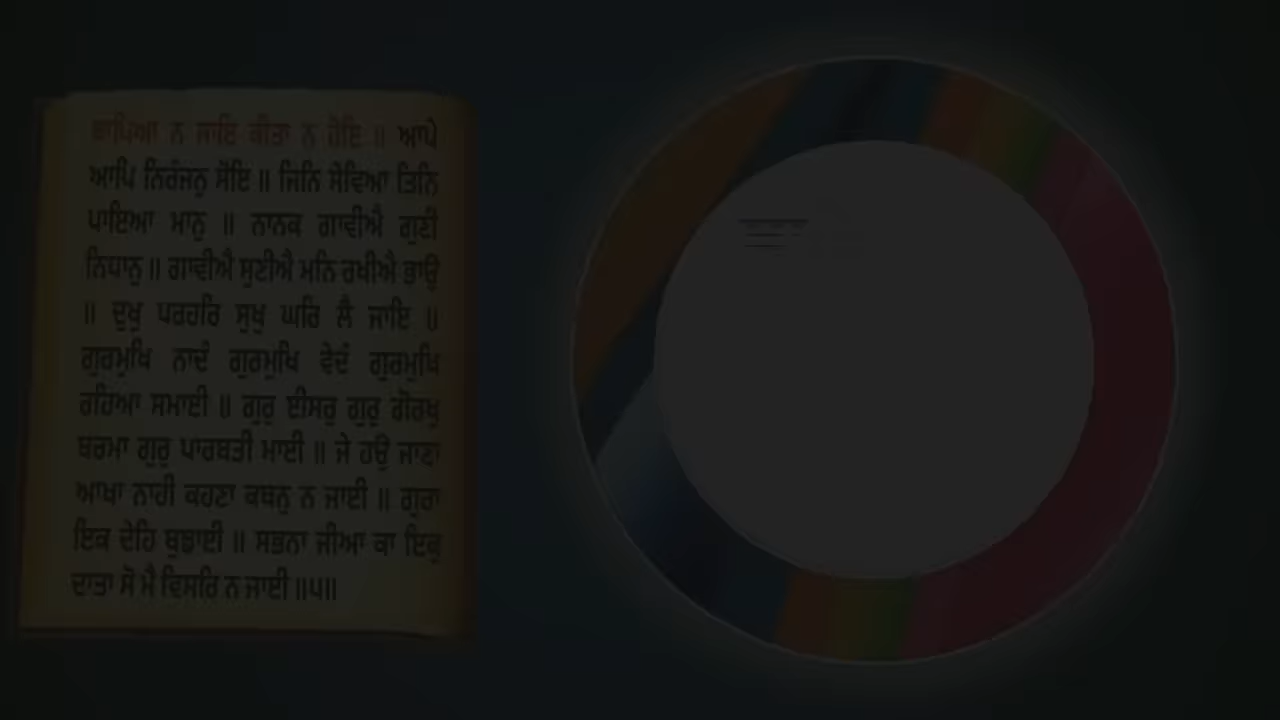 ਥਾਪਿਆ ਨ ਜਾਇ ਕੀਤਾ ਨ ਹੋਇ ॥ ਆਪੇ
ਆਪਿ ਨਿਰੰਜਨੁ ਸੋਇ ॥ ਜਿਨਿ ਸੇਵਿਆ ਤਿਨਿ
ਪਾਇਆ ਮਾਨੁ ॥ ਨਾਨਕ ਗਾਵੀਐ ਗੁਣੀ
ਨਿਧਾਨੁ ॥ ਗਾਵੀਐ ਸੁਣੀਐ ਮਨਿ ਰਖੀਐ ਭਾਉ
॥ ਦੁਖੁ ਪਰਹਰਿ ਸੁਖੁ ਘਰਿ ਲੈ ਜਾਇ ॥
ਗੁਰਮੁਖਿ ਨਾਦੰ ਗੁਰਮੁਖਿ ਵੇਦੰ ਗੁਰਮੁਖਿ
ਰਹਿਆ ਸਮਾਈ ॥ ਗੁਰੁ ਈਸਰੁ ਗੁਰੁ ਗੋਰਖੁ
ਬਰਮਾ ਗੁਰੁ ਪਾਰਬਤੀ ਮਾਈ ॥ ਜੇ ਹਉ ਜਾਣਾ
ਆਖਾ ਨਾਹੀ ਕਹਣਾ ਕਥਨੁ ਨ ਜਾਈ ॥ ਗੁਰਾ
ਇਕ ਦੇਹਿ ਬੁਝਾਈ ॥ ਸਭਨਾ ਜੀਆ ਕਾ ਇਕੁ
ਦਾਤਾ ਸੋ ਮੈ ਵਿਸਰਿ ਨ ਜਾਈ ॥੫॥